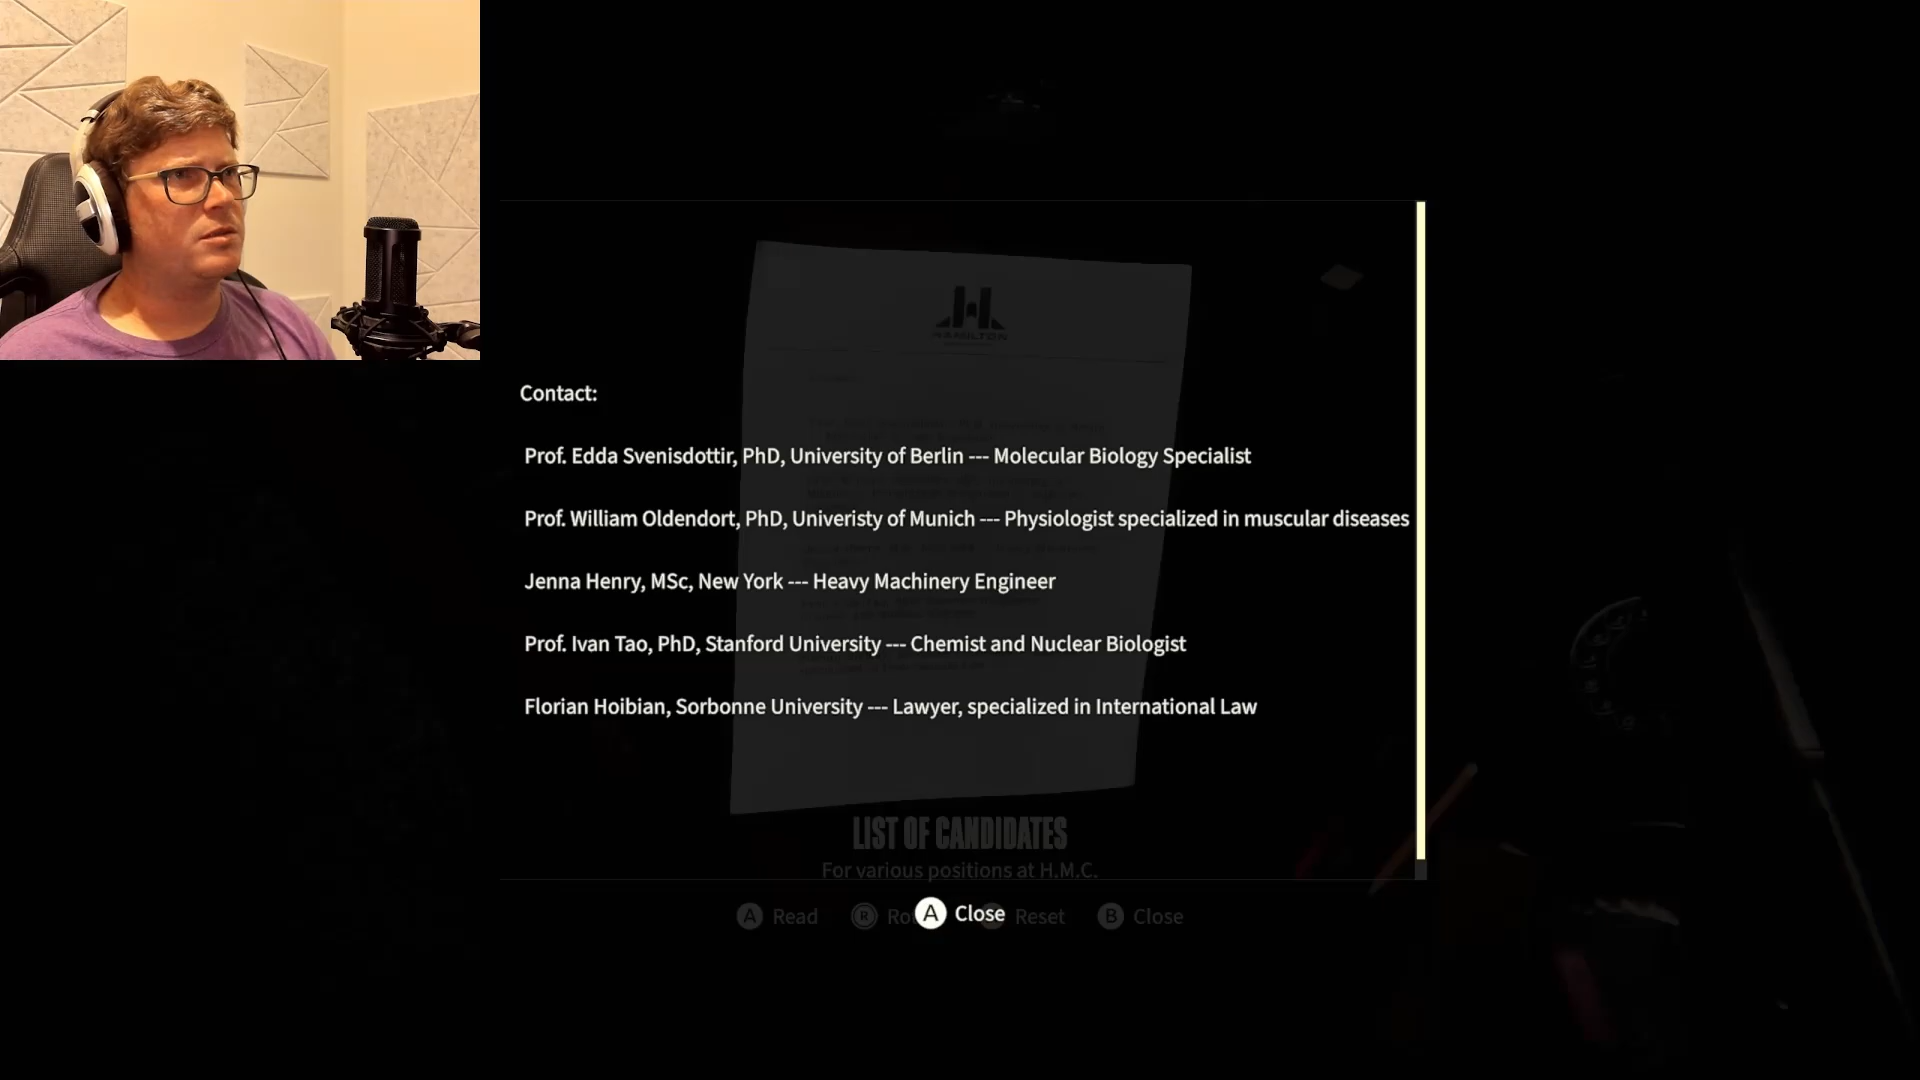 HAMILTON
Contact:
Prof. Edda Svenisdottir, PhD, University of Berlin --- Molecular Biology Specialist
Prof. William Oldendort, PhD, Univeristy of Munich --- Physiologist specialized in muscular diseases
Jenna Henry, MSc, New York --- Heavy Machinery Engineer
Prof. Ivan Tao, PhD, Stanford University --- Chemist and Nuclear Biologist
Florian Hoibian, Sorbonne University --- Lawyer, specialized in International Law
LIST OF CANDIDATES
For various positions at H.M.C.
A Read R A Close Reset B Close